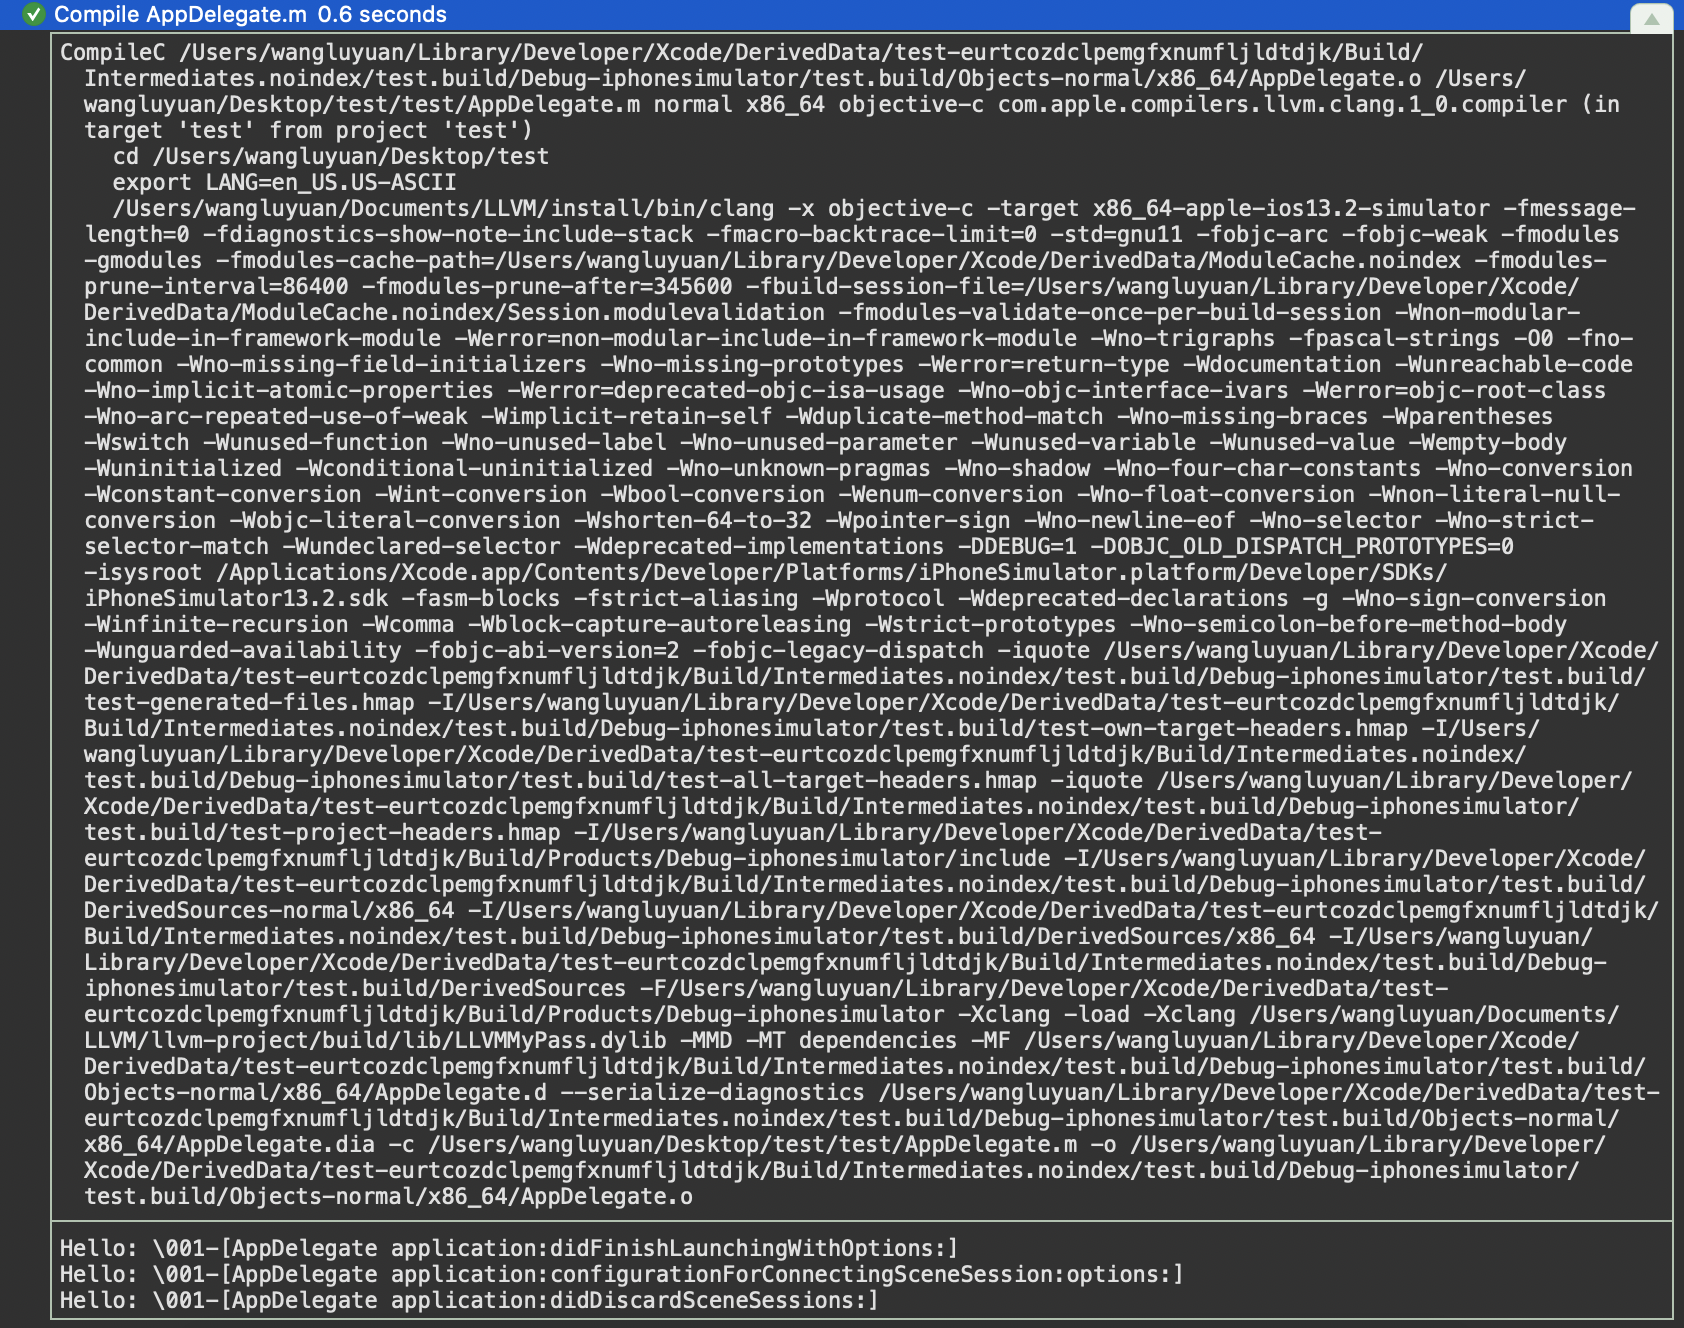 Compile AppDelegate.m 0.6 seconds
CompileC /Users/wangluyuan/Library/Developer/Xcode/DerivedData/test-eurtcozdclpemgfxnumfljldtdjk/Build/
Intermediates.noindex/test.build/Debug-iphonesimulator/test.build/Objects-normal/x86_64/AppDelegate.o /Users/
wangluyuan/Desktop/test/test/AppDelegate.m normal x86_64 objective-c com.apple.compilers.llvm.clang.1_0.compiler (in
target 'test' from project 'test')
cd /Users/wangluyuan/Desktop/test
export LANG=en_US.US-ASCII
/Users/wangluyuan/Documents/LLVM/install/bin/clang -x objective-c -target x86_64-apple-ios13.2-simulator -fmessage-
length=0 -fdiagnostics-show-note-include-stack -fmacro-backtrace-limit=0 -std=gnu11 -fobjc-arc -fobjc-weak -fmodules
-gmodules -fmodules-cache-path=/Users/wangluyuan/Library/Developer/Xcode/DerivedData/ModuleCache.noindex -fmodules-
prune-interval=86400 -fmodules-prune-after=345600 -fbuild-session-file=/Users/wangluyuan/Library/Developer/Xcode/
DerivedData/ModuleCache.noindex/Session.modulevalidation -fmodules-validate-once-per-build-session -Wnon-modular-
include-in-framework-module -Werror=non-modular-include-in-framework-module -Wno-trigraphs -fpascal-strings -O0 -fno-
common -Wno-missing-field-initializers -Wno-missing-prototypes -Werror=return-type -Wdocumentation -Wunreachable-code
-Wno-implicit-atomic-properties -Werror=deprecated-objc-isa-usage -Wno-objc-interface-ivars -Werror=objc-root-class
-Wno-arc-repeated-use-of-weak -Wimplicit-retain-self -Wduplicate-method-match -Wno-missing-braces -Wparentheses
-Wswitch -Wunused-function -Wno-unused-label -Wno-unused-parameter -Wunused-variable -Wunused-value -Wempty-body
-Wuninitialized -Wconditional-uninitialized -Wno-unknown-pragmas -Wno-shadow -Wno-four-char-constants -Wno-conversion
-Wconstant-conversion -Wint-conversion -Wbool-conversion -Wenum-conversion -Wno-float-conversion -Wnon-literal-null-
conversion -Wobjc-literal-conversion -Wshorten-64-to-32 -Wpointer-sign -Wno-newline-eof -Wno-selector -Wno-strict-
selector-match -Wundeclared-selector -Wdeprecated-implementations -DDEBUG=1 -DOBJC_OLD_DISPATCH_PROTOTYPES=0
-isysroot /Applications/Xcode.app/Contents/Developer/Platforms/iPhoneSimulator.platform/Developer/SDKs/
iPhoneSimulator13.2.sdk -fasm-blocks -fstrict-aliasing -Wprotocol -Wdeprecated-declarations -g -Wno-sign-conversion
-Winfinite-recursion -Wcomma -Wblock-capture-autoreleasing -Wstrict-prototypes -Wno-semicolon-before-method-body
-Wunguarded-availability -fobjc-abi-version=2 -fobjc-legacy-dispatch -iquote /Users/wangluyuan/Library/Developer/Xcode/
DerivedData/test-eurtcozdclpemgfxnumfljldtdjk/Build/Intermediates.noindex/test.build/Debug-iphonesimulator/test.build/
test-generated-files.hmap -I/Users/wangluyuan/Library/Developer/Xcode/DerivedData/test-eurtcozdclpemgfxnumfljldtdjk/
Build/Intermediates.noindex/test.build/Debug-iphonesimulator/test.build/test-own-target-headers.hmap -I/Users/
wangluyuan/Library/Developer/Xcode/DerivedData/test-eurtcozdclpemgfxnumfljldtdjk/Build/Intermediates.noindex/
test.build/Debug-iphonesimulator/test.build/test-all-target-headers.hmap -iquote /Users/wangluyuan/Library/Developer/
Xcode/DerivedData/test-eurtcozdclpemgfxnumfljldtdjk/Build/Intermediates.noindex/test.build/Debug-iphonesimulator/
test.build/test-project-headers.hmap -I/Users/wangluyuan/Library/Developer/Xcode/DerivedData/test-
eurtcozdclpemgfxnumfljldtdjk/Build/Products/Debug-iphonesimulator/include -I/Users/wangluyuan/Library/Developer/Xcode/
DerivedData/test-eurtcozdclpemgfxnumfljldtdjk/Build/Intermediates.noindex/test.build/Debug-iphonesimulator/test.build/
DerivedSources-normal/x86_64 -I/Users/wangluyuan/Library/Developer/Xcode/DerivedData/test-eurtcozdclpemgfxnumfljldtdjk/
Build/Intermediates.noindex/test.build/Debug-iphonesimulator/test.build/DerivedSources/x86_64 -I/Users/wangluyuan/
Library/Developer/Xcode/DerivedData/test-eurtcozdclpemgfxnumfljldtdjk/Build/Intermediates.noindex/test.build/Debug-
iphonesimulator/test.build/DerivedSources -F/Users/wangluyuan/Library/Developer/Xcode/DerivedData/test-
eurtcozdclpemgfxnumfljldtdjk/Build/Products/Debug-iphonesimulator -Xclang -load -Xclang /Users/wangluyuan/Documents/
LLVM/llvm-project/build/lib/LLVMMyPass.dylib -MMD -MT dependencies -MF /Users/wangluyuan/Library/Developer/Xcode/
DerivedData/test-eurtcozdclpemgfxnumfljldtdjk/Build/Intermediates.noindex/test.build/Debug-iphonesimulator/test.build/
Objects-normal/x86_64/AppDelegate.d --serialize-diagnostics /Users/wangluyuan/Library/Developer/Xcode/DerivedData/test-
eurtcozdclpemgfxnumfljldtdjk/Build/Intermediates.noindex/test.build/Debug-iphonesimulator/test.build/Objects-normal/
x86_64/AppDelegate.dia -c /Users/wangluyuan/Desktop/test/test/AppDelegate.m -o /Users/wangluyuan/Library/Developer/
Xcode/DerivedData/test-eurtcozdclpemgfxnumfljldtdjk/Build/Intermediates.noindex/test.build/Debug-iphonesimulator/
test.build/Objects-normal/x86_64/AppDelegate.o
Hello: \001-[AppDelegate application:didFinishLaunchingWithOptions:]
Hello: \001-[AppDelegate application:configurationForConnectingSceneSession:options:]
Hello: \001-[AppDelegate application:didDiscardSceneSessions:]